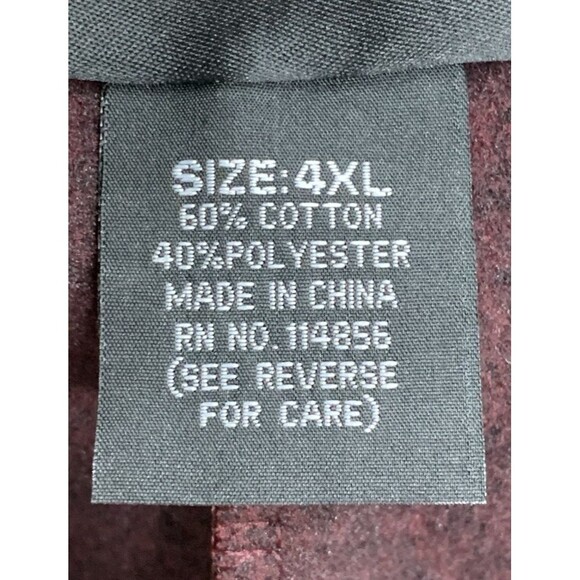 SIZE: 4XL
60% COTTON
40%POLYESTER
MADE IN CHINA
RN NO. 114856
(SEE REVERSE
FOR CARE)